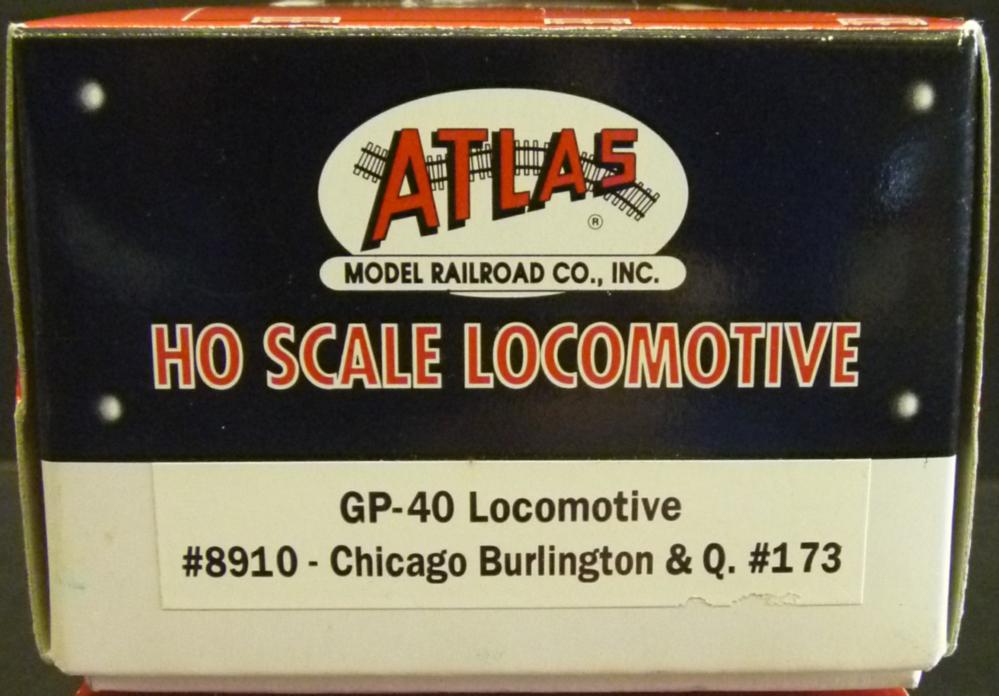 ATLAS
®
MODEL RAILROAD CO., INC.
HO SCALE LOCOMOTIVE
GP-40 Locomotive
#8910 - Chicago Burlington & Q. #173